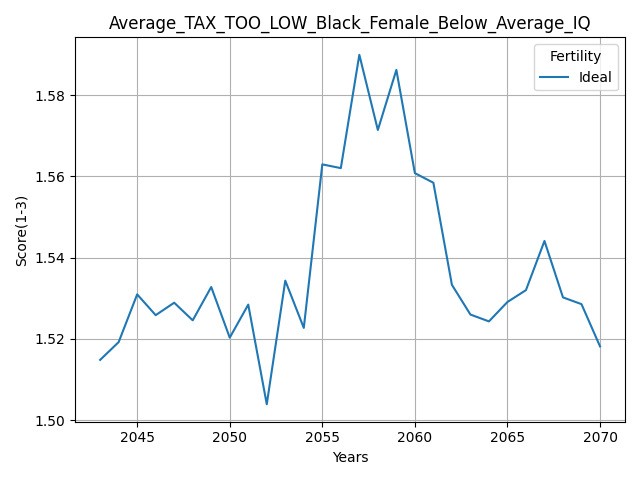 Average_TAX_TOO_LOW_Black_Female_Below_Average_IQ
Fertility
Ideal
Score(1-3)
1.58
1.56
1.54
1.52
1.50
2045 2050 2055 2060 2065 2070
Years